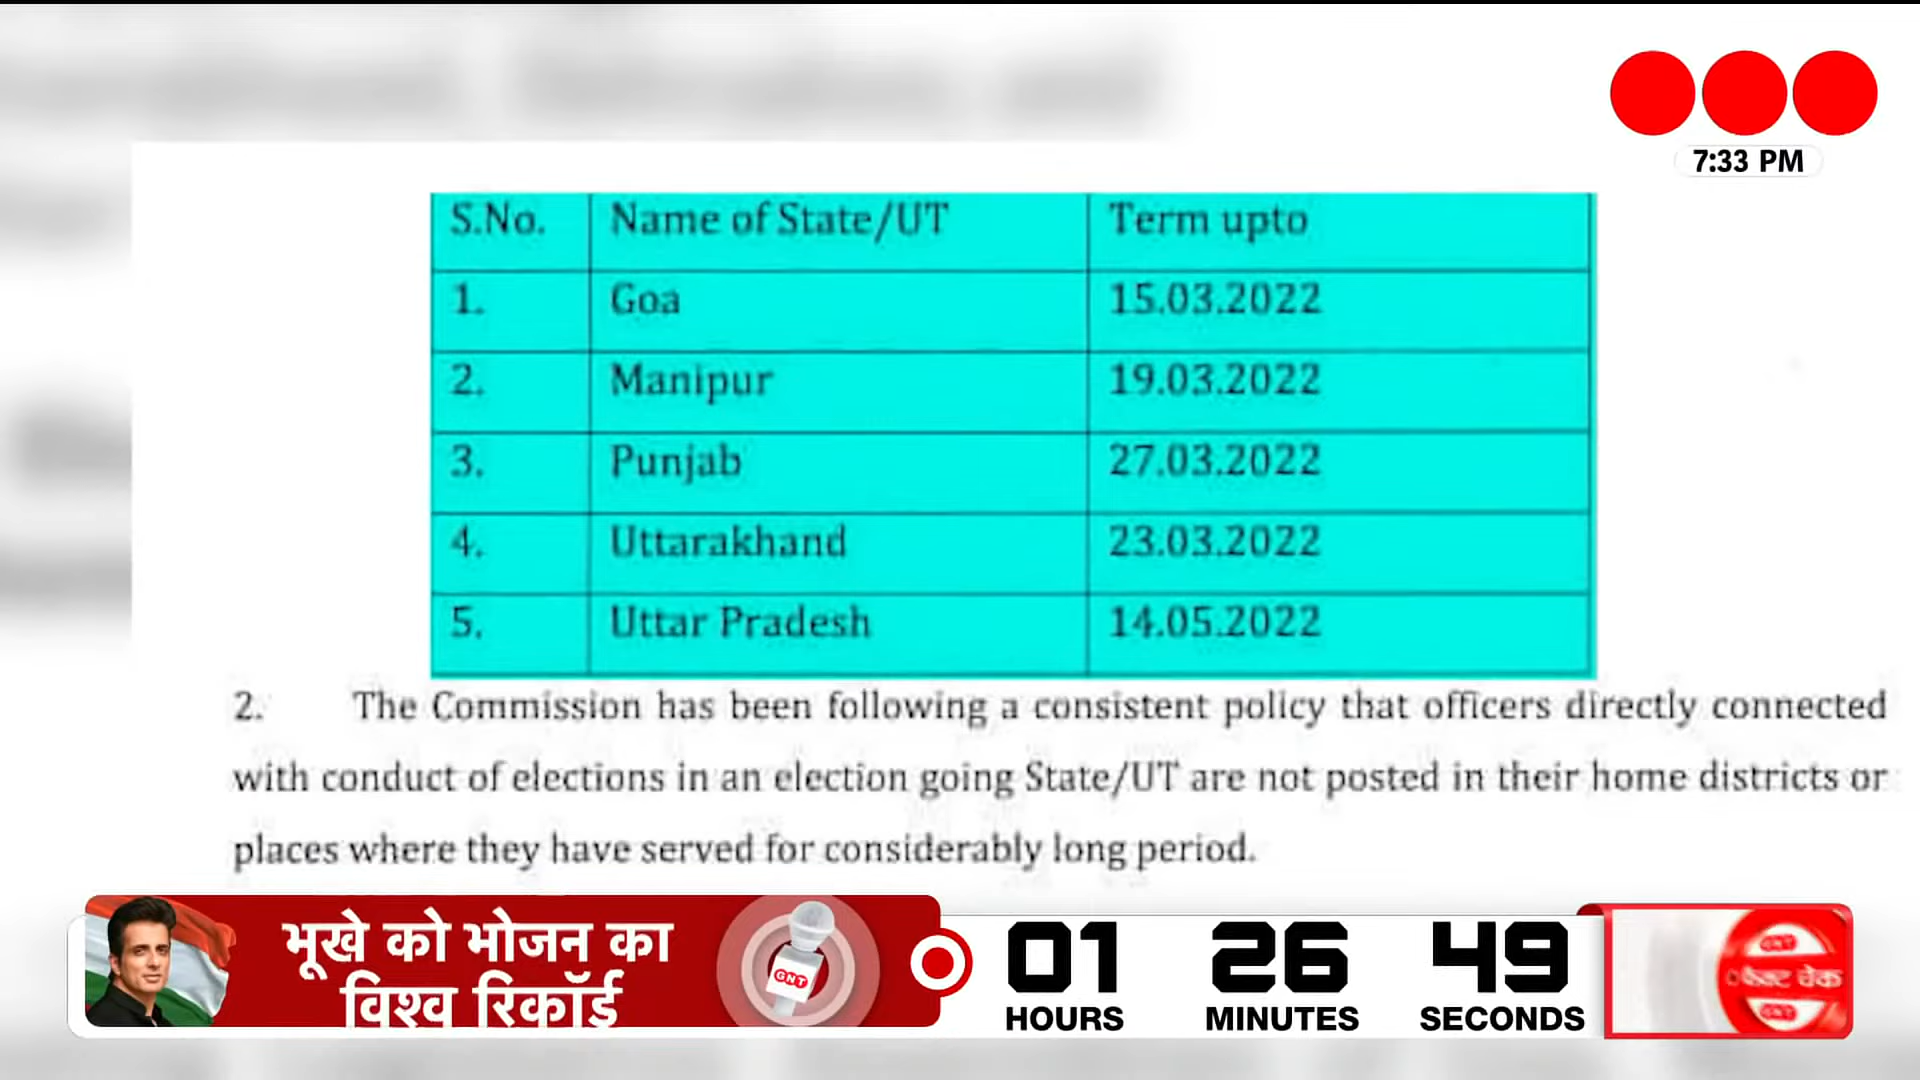 7:33 PM
S.No. Name of State/UT Term upto
1. Goa 15.03.2022
2. Manipur 19.03.2022
3. Punjab 27.03.2022
4. Uttarakhand 23.03.2022
5. Uttar Pradesh 14.05.2022
2. The Commission has been following a consistent policy that officers directly connected
with conduct of elections in an election going State/UT are not posted in their home districts or
places where they have served for considerably long period.
भूखे को भोजन का
विश्व रिकॉर्ड
GNT
01 26 49
HOURS MINUTES SECONDS
GNT
फैक्ट चेक
GNT